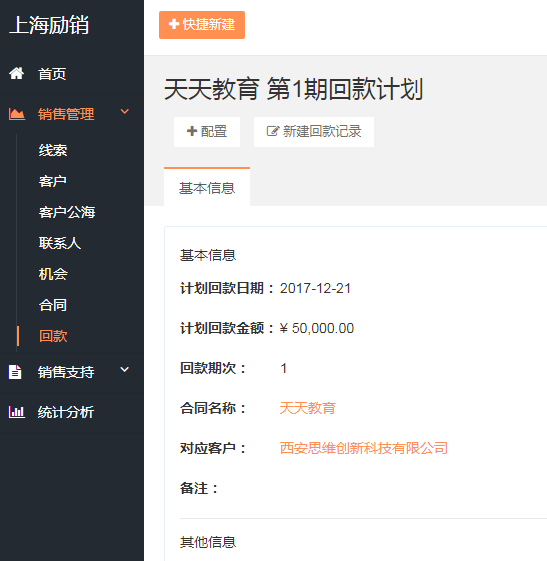 上海励销
快捷新建
首页
销售管理
线索
客户
客户公海
联系人
机会
合同
回款
销售支持
统计分析
天天教育 第1期回款计划
配置
新建回款记录
基本信息
基本信息
计划回款日期：2017-12-21
计划回款金额：¥ 50,000.00
回款期次： 1
合同名称： 天天教育
对应客户： 西安思维创新科技有限公司
备注：
其他信息